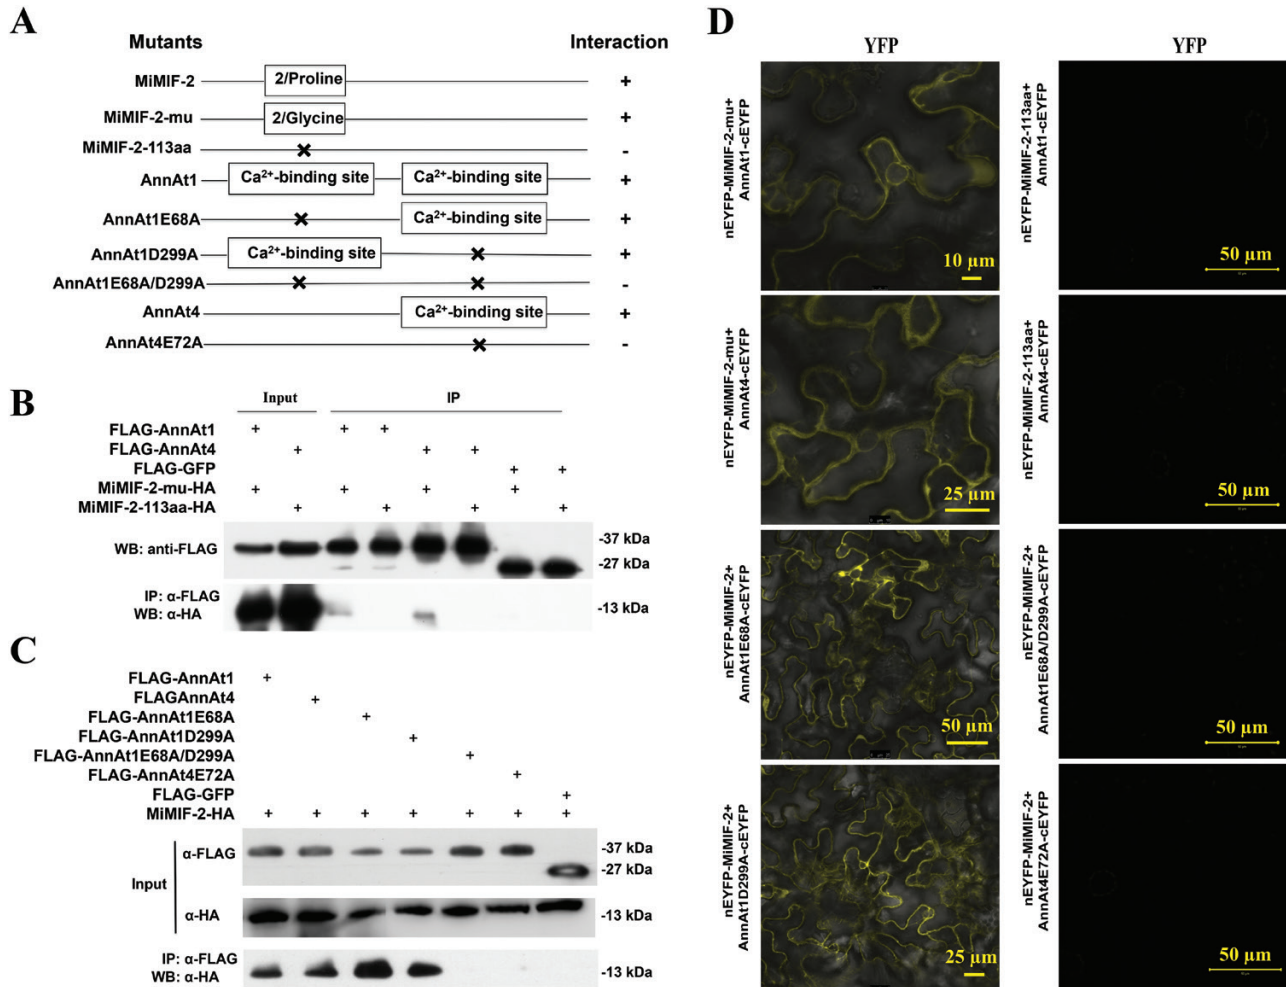 A
Mutants Interaction
MiMIF-2 2/Proline +
MiMIF-2-mu 2/Glycine +
MiMIF-2-113aa -
AnnAt1 Ca²⁺-binding site Ca²⁺-binding site +
AnnAt1E68A Ca²⁺-binding site +
AnnAt1D299A Ca²⁺-binding site +
AnnAt1E68A/D299A -
AnnAt4 Ca²⁺-binding site +
AnnAt4E72A -
B
Input IP
FLAG-AnnAt1 + + +
FLAG-AnnAt4 + + +
FLAG-GFP + +
MiMIF-2-mu-HA + + + +
MiMIF-2-113aa-HA + + + +
WB: anti-FLAG
-37 kDa
-27 kDa
IP: α-FLAG
WB: α-HA
-13 kDa
C
FLAG-AnnAt1 +
FLAGAnnAt4 +
FLAG-AnnAt1E68A +
FLAG-AnnAt1D299A +
FLAG-AnnAt1E68A/D299A +
FLAG-AnnAt4E72A +
FLAG-GFP +
MiMIF-2-HA + + + + + + +
Input
α-FLAG
-37 kDa
-27 kDa
α-HA
-13 kDa
IP: α-FLAG
WB: α-HA
-13 kDa
D
YFP YFP
nEYFP-MiMIF-2-mu+
AnnAt1-cEYFP
10 µm
nEYFP-MiMIF-2-113aa+
AnnAt1-cEYFP
50 µm
nEYFP-MiMIF-2-mu+
AnnAt4-cEYFP
25 µm
nEYFP-MiMIF-2-113aa+
AnnAt4-cEYFP
50 µm
nEYFP-MiMIF-2+
AnnAt1E68A-cEYFP
50 µm
nEYFP-MiMIF-2+
AnnAt1E68A/D299A-cEYFP
50 µm
nEYFP-MiMIF-2+
AnnAt1D299A-cEYFP
25 µm
nEYFP-MiMIF-2+
AnnAt4E72A-cEYFP
50 µm